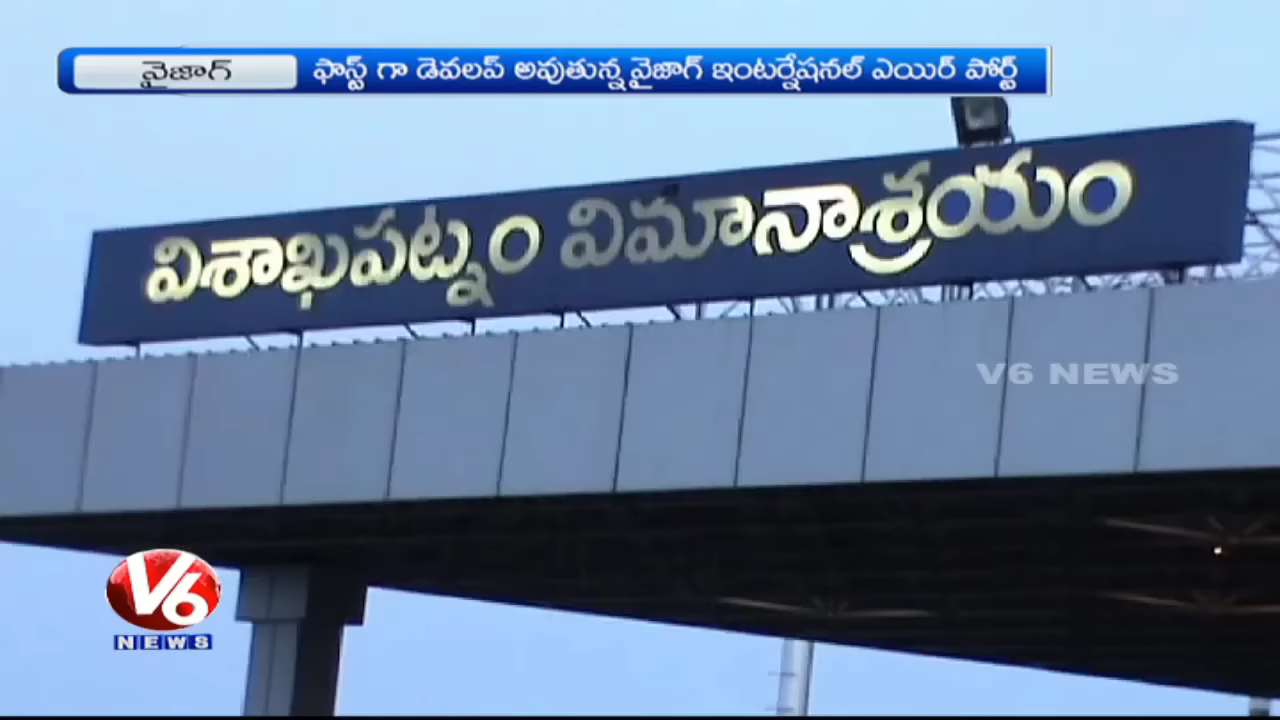 వైజాగ్
ఫాస్ట్ గా డెవలప్ అవుతున్న వైజాగ్ ఇంటర్నేషనల్ ఎయిర్ పోర్ట్
విశాఖపట్నం విమానాశ్రయం
V6 NEWS
V6
NEWS